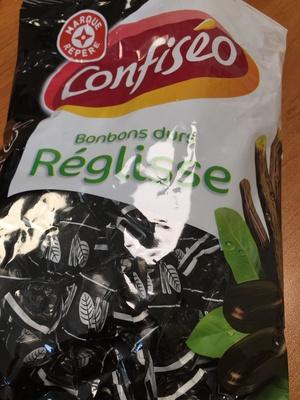 MARQUE
REPÈRE
Confiséo
Bonbons durs
Réglisse